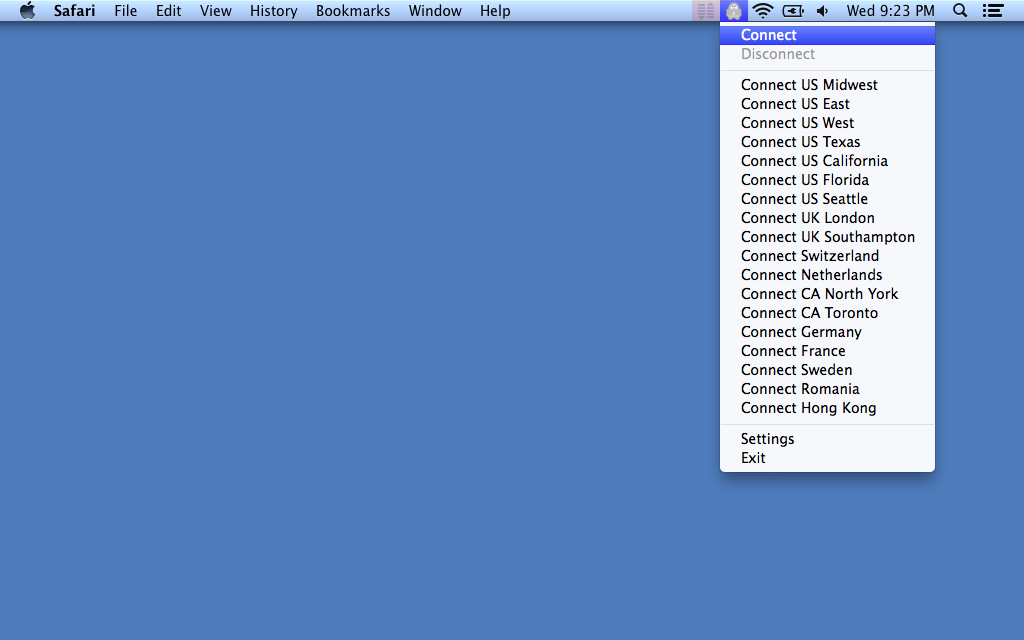 Safari File Edit View History Bookmarks Window Help Wed 9:23 PM
Connect
Disconnect
Connect US Midwest
Connect US East
Connect US West
Connect US Texas
Connect US California
Connect US Florida
Connect US Seattle
Connect UK London
Connect UK Southampton
Connect Switzerland
Connect Netherlands
Connect CA North York
Connect CA Toronto
Connect Germany
Connect France
Connect Sweden
Connect Romania
Connect Hong Kong
Settings
Exit